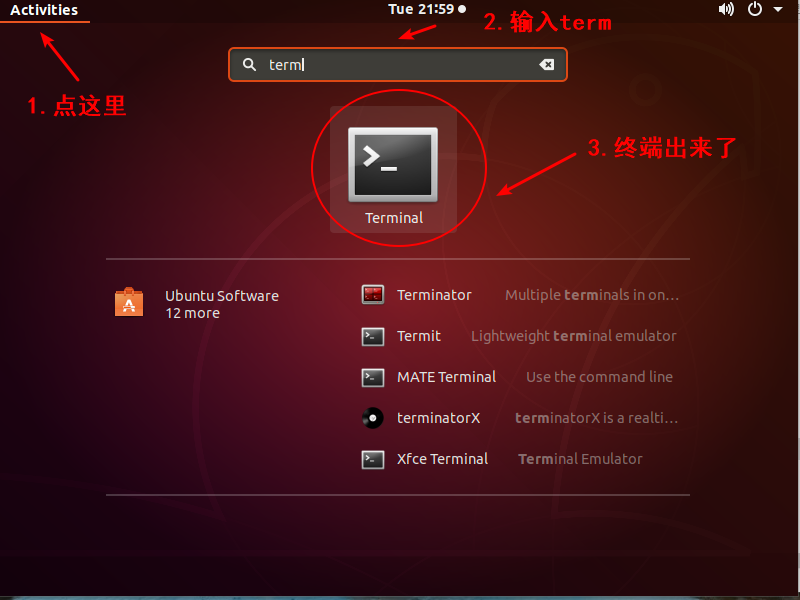 Activities
Tue 21:59
2.输入term
term
1.点这里
3.终端出来了
Terminal
Ubuntu Software
12 more
Terminator Multiple terminals in on…
Termit Lightweight terminal emulator
MATE Terminal Use the command line
terminatorX terminatorX is a realti…
Xfce Terminal Terminal Emulator